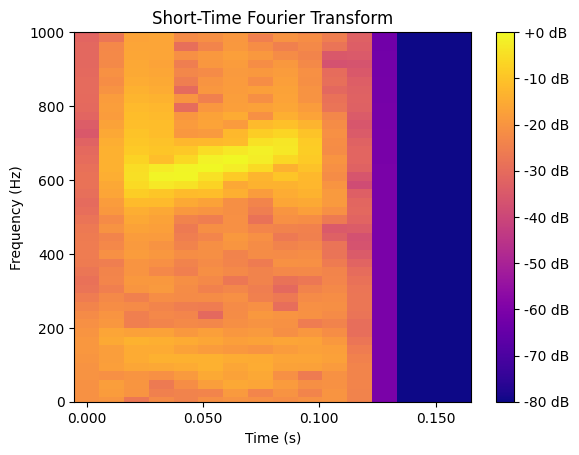 Short-Time Fourier Transform
1000
800
600
400
200
0
Frequency (Hz)
0.000
0.050
0.100
0.150
Time (s)
+0 dB
-10 dB
-20 dB
-30 dB
-40 dB
-50 dB
-60 dB
-70 dB
-80 dB